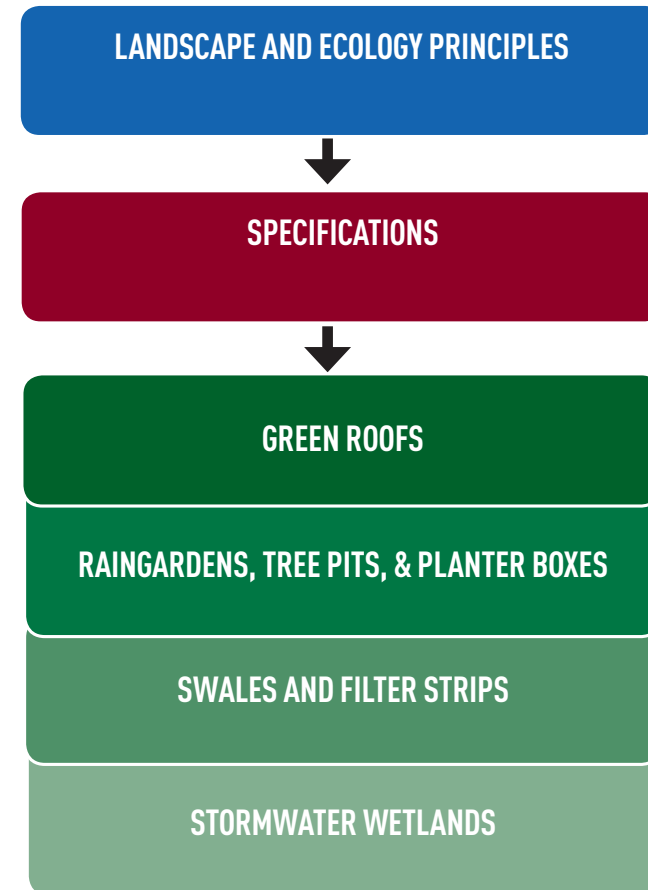 LANDSCAPE AND ECOLOGY PRINCIPLES
SPECIFICATIONS
GREEN ROOFS
RAINGARDENS, TREE PITS, & PLANTER BOXES
SWALES AND FILTER STRIPS
STORMWATER WETLANDS